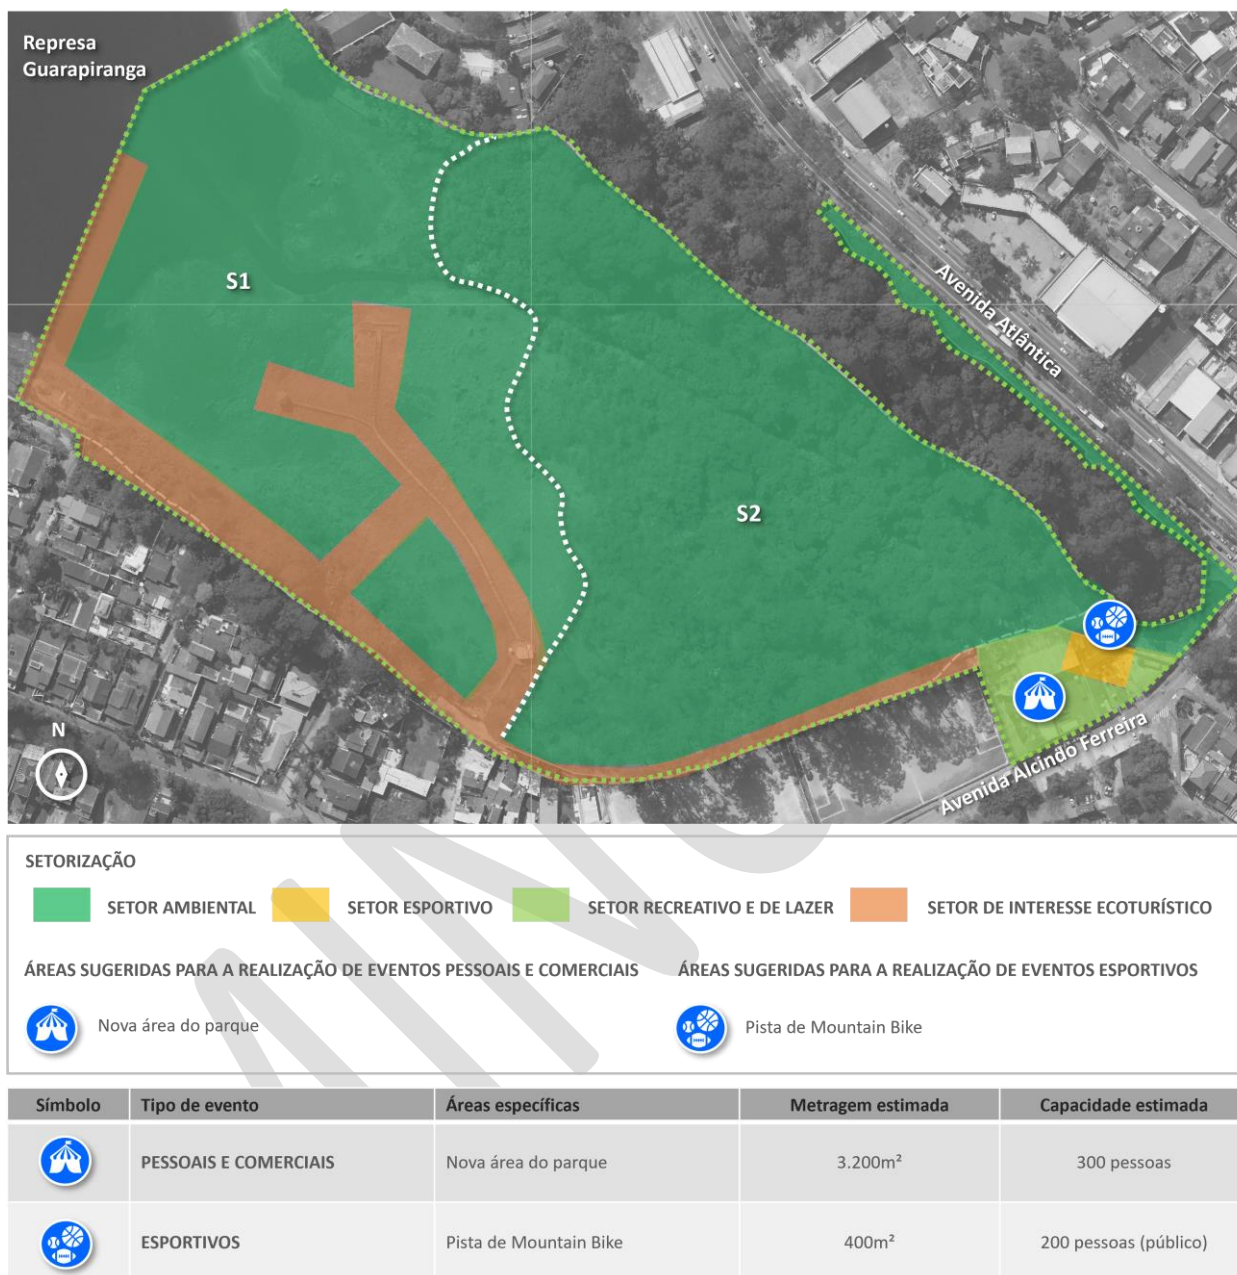 Represa
Guarapiranga
S1
Avenida Atlântica
S2
N
Avenida Alcindo Ferreira
SETORIZAÇÃO
SETOR AMBIENTAL SETOR ESPORTIVO SETOR RECREATIVO E DE LAZER SETOR DE INTERESSE ECOTURÍSTICO
ÁREAS SUGERIDAS PARA A REALIZAÇÃO DE EVENTOS PESSOAIS E COMERCIAIS ÁREAS SUGERIDAS PARA A REALIZAÇÃO DE EVENTOS ESPORTIVOS
Nova área do parque Pista de Mountain Bike
Símbolo Tipo de evento Áreas específicas Metragem estimada Capacidade estimada
PESSOAIS E COMERCIAIS Nova área do parque 3.200m² 300 pessoas
ESPORTIVOS Pista de Mountain Bike 400m² 200 pessoas (público)